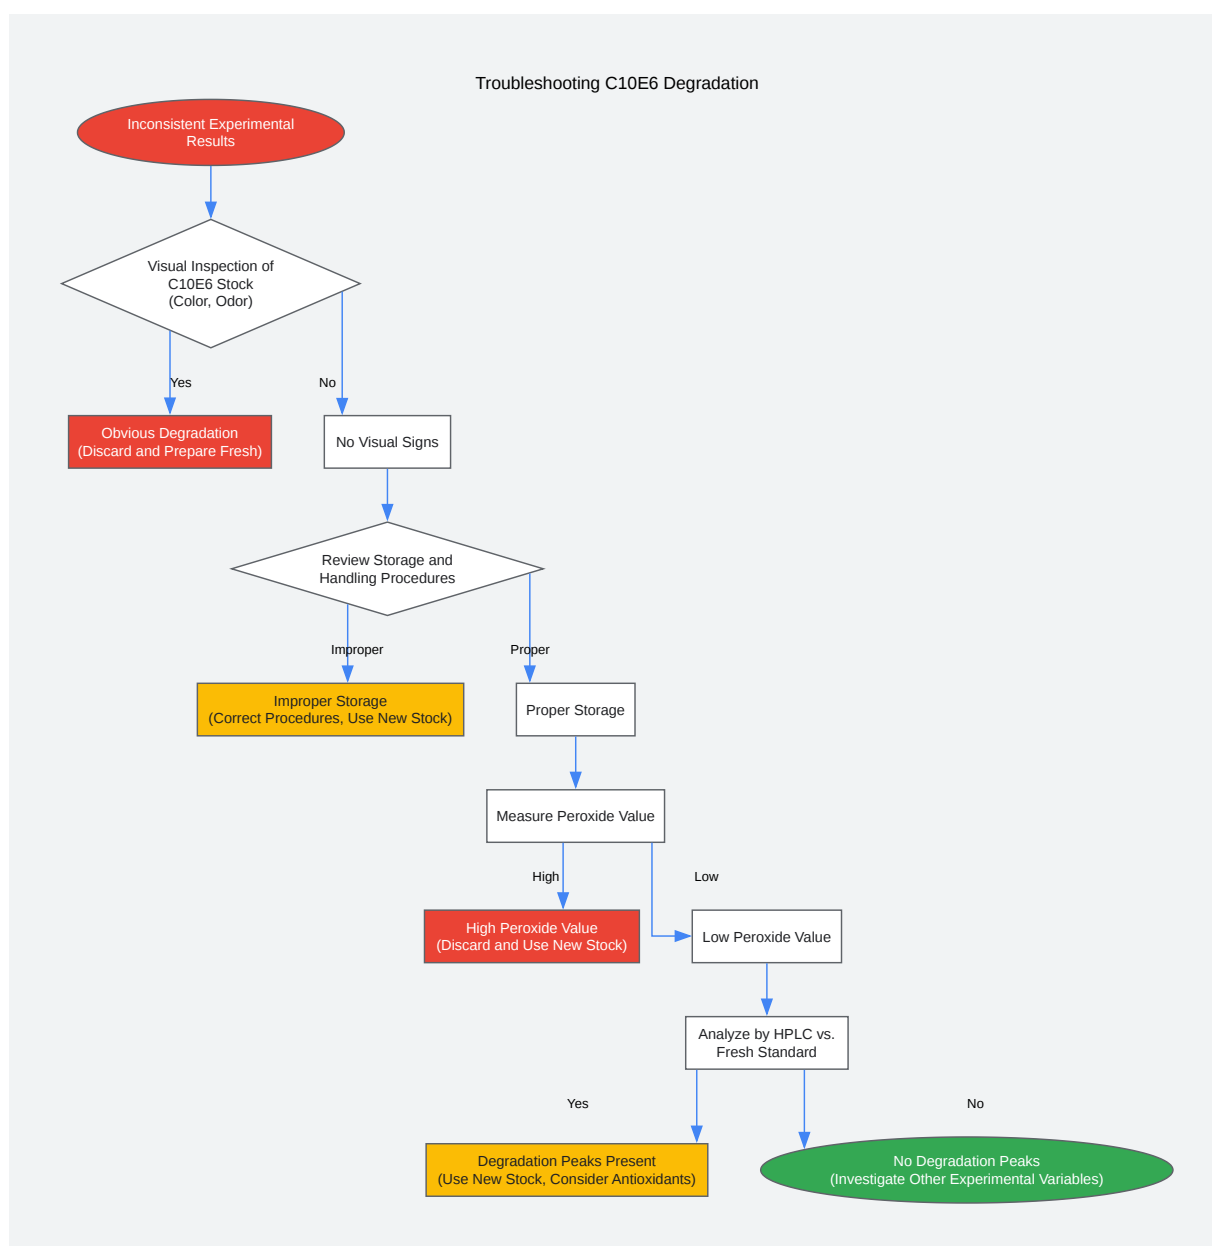 Troubleshooting C10E6 Degradation
Inconsistent Experimental
Results
Visual Inspection of
C10E6 Stock
(Color, Odor)
Yes
No
Obvious Degradation
(Discard and Prepare Fresh)
No Visual Signs
Review Storage and
Handling Procedures
Improper
Proper
Improper Storage
(Correct Procedures, Use New Stock)
Proper Storage
Measure Peroxide Value
High
Low
High Peroxide Value
(Discard and Use New Stock)
Low Peroxide Value
Analyze by HPLC vs.
Fresh Standard
Yes
No
Degradation Peaks Present
(Use New Stock, Consider Antioxidants)
No Degradation Peaks
(Investigate Other Experimental Variables)